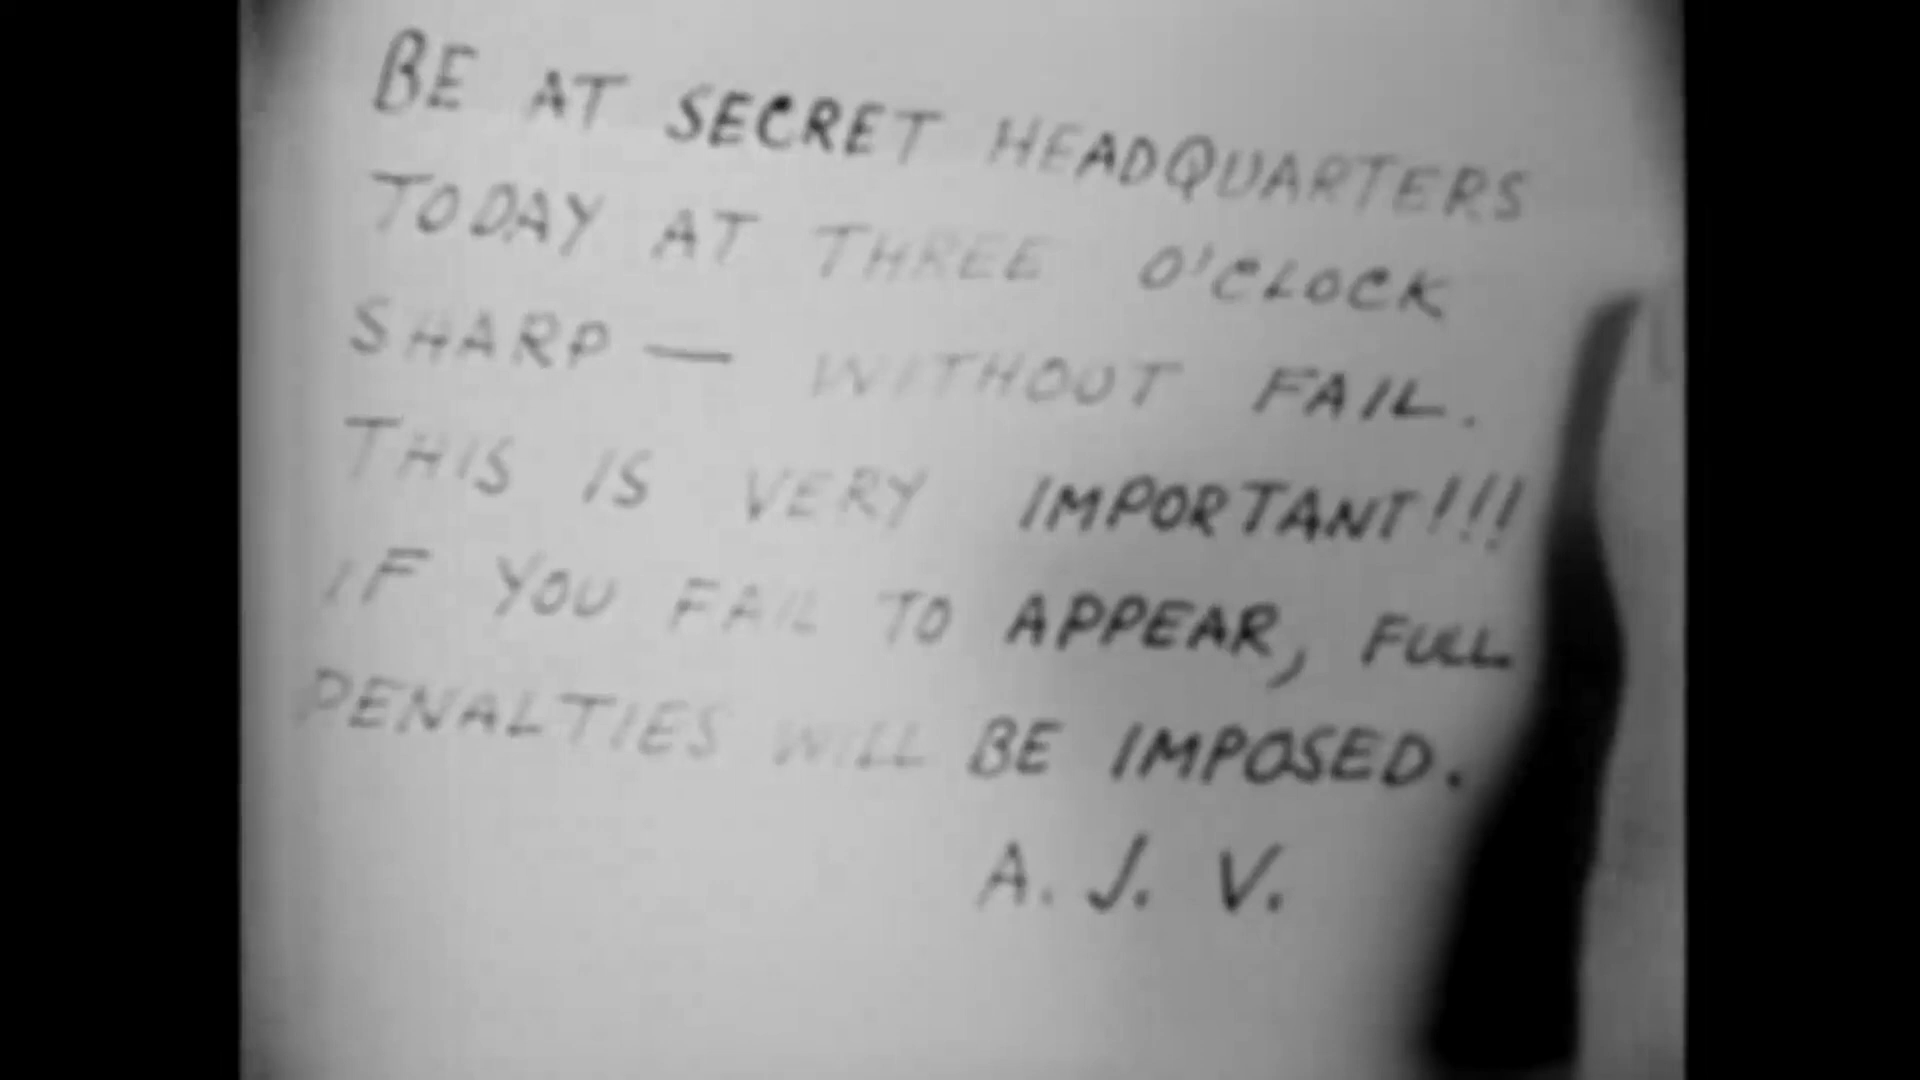 BE AT SECRET HEADQUARTERS
TODAY AT THREE O'CLOCK
SHARP — WITHOUT FAIL.
THIS IS VERY IMPORTANT!!!
IF YOU FAIL TO APPEAR, FULL
PENALTIES WILL BE IMPOSED.
A. J. V.